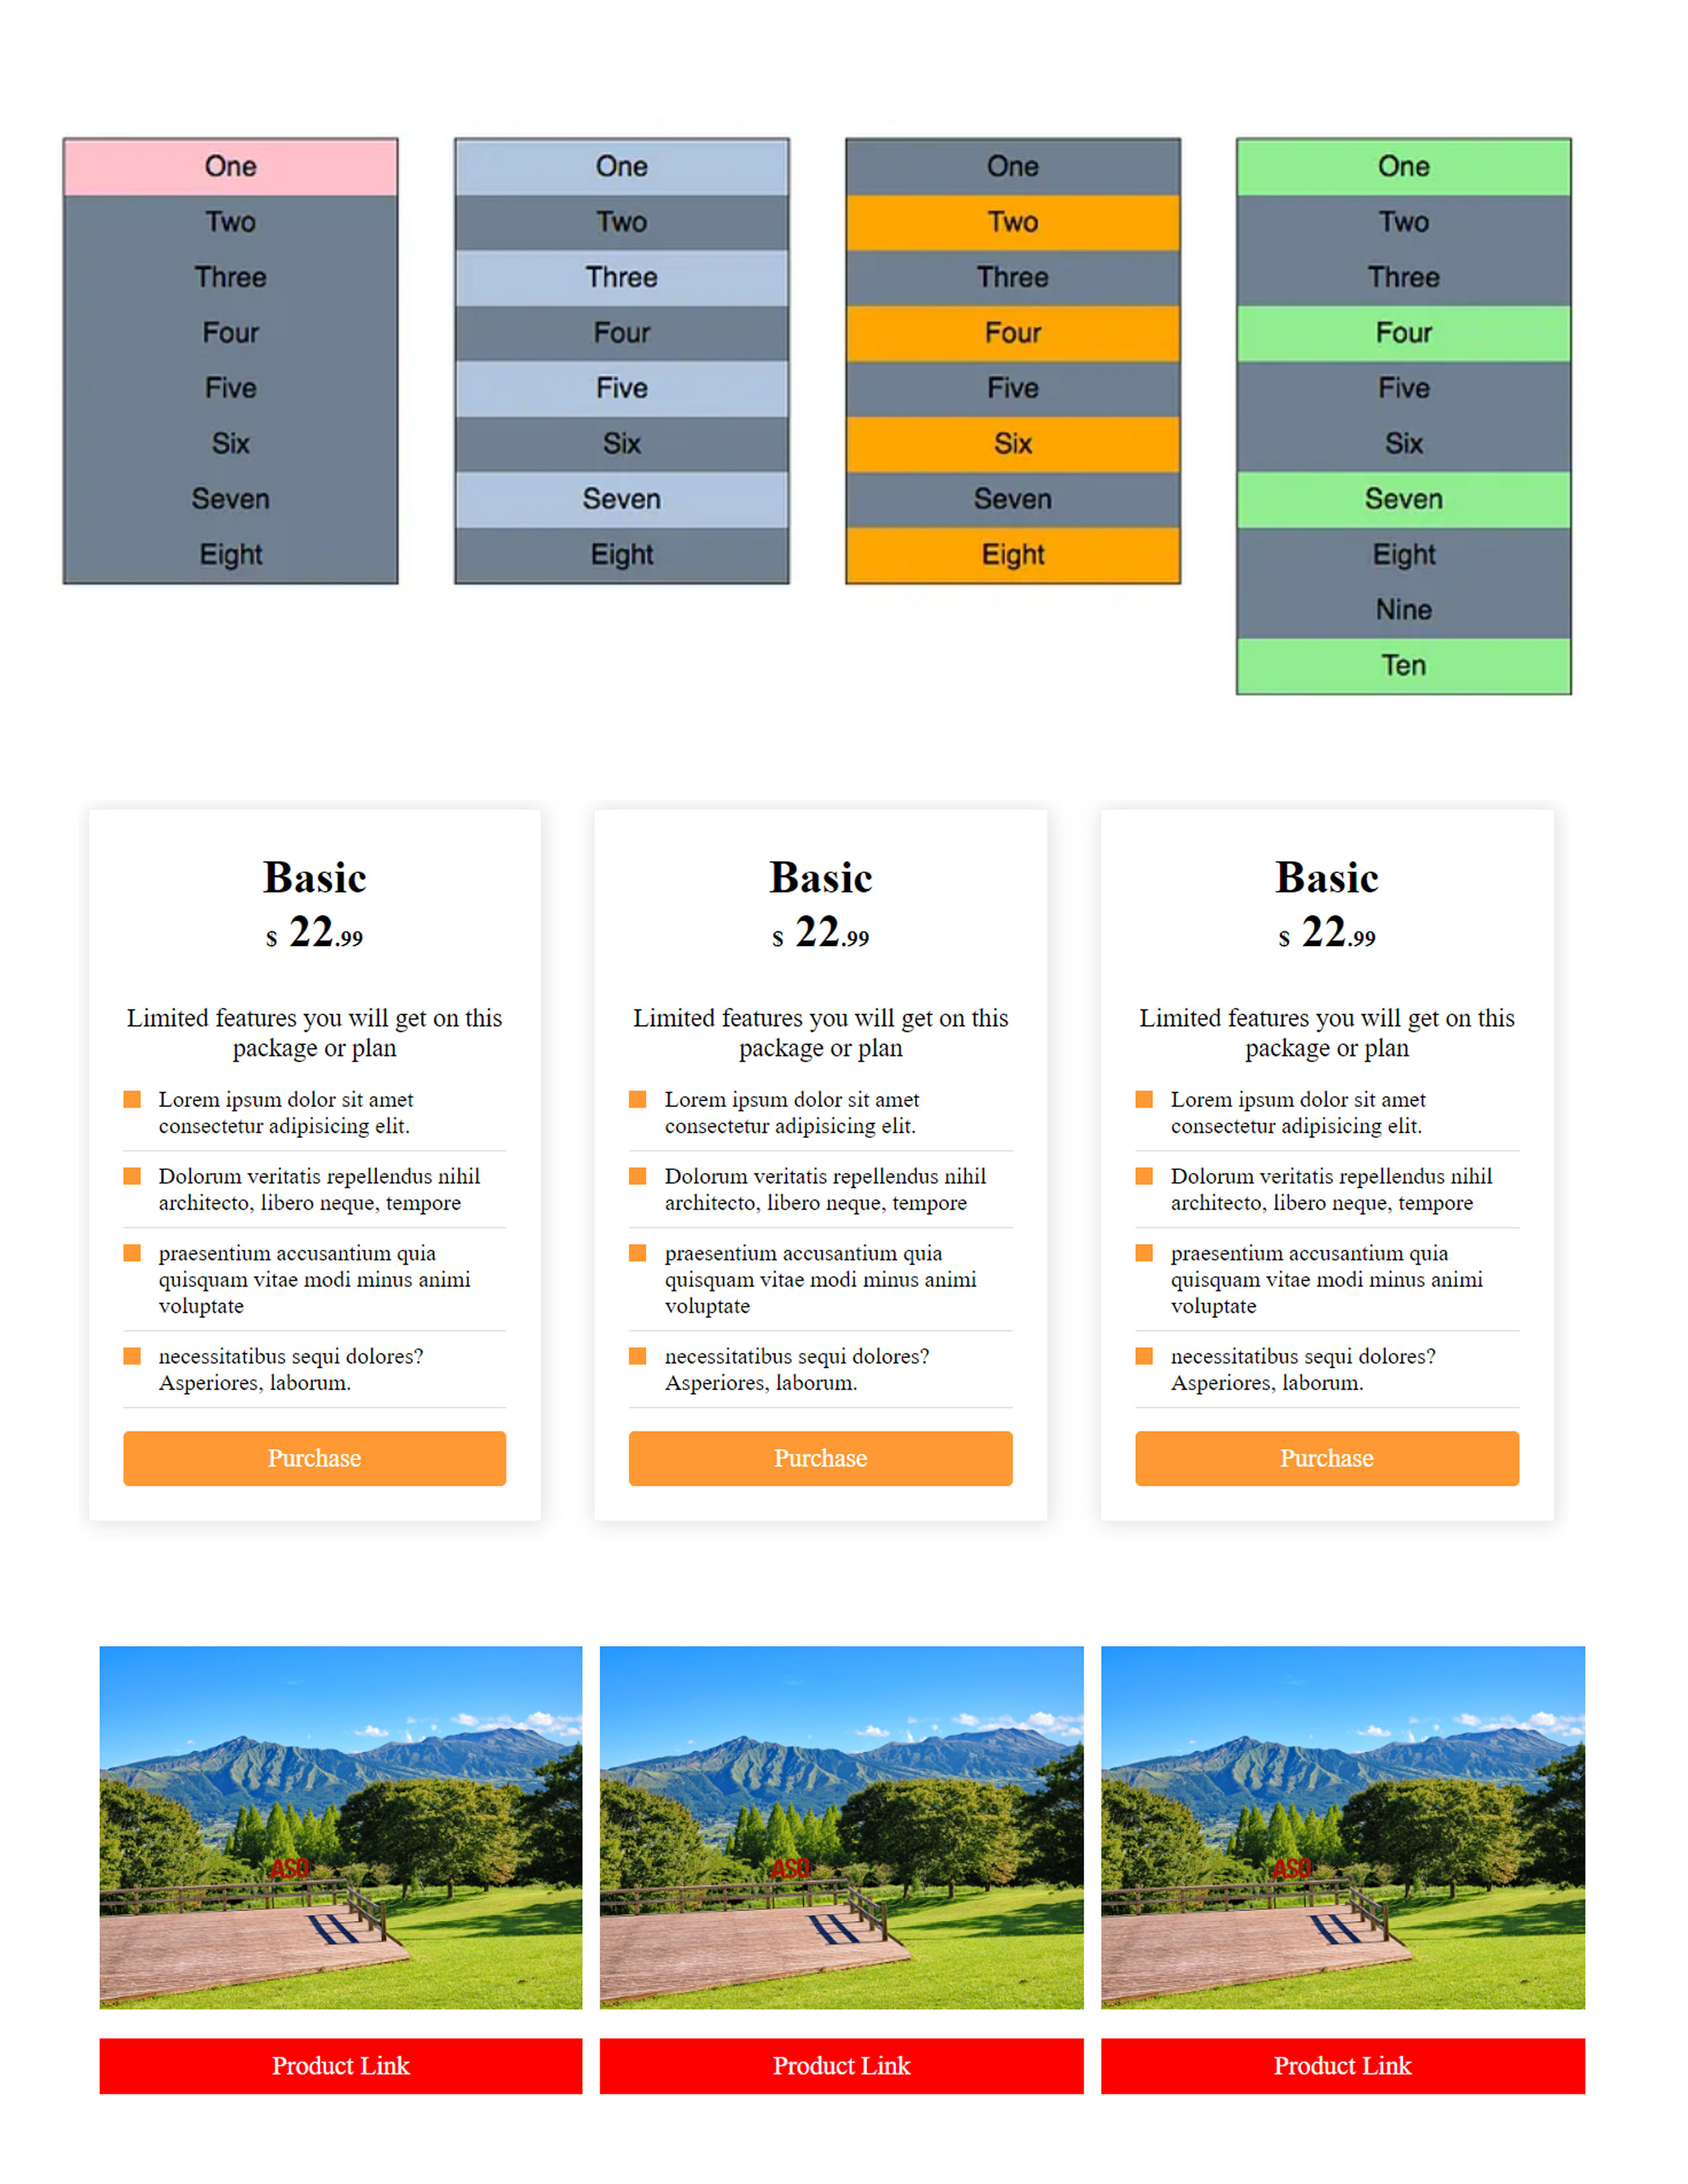 One
Two
Three
Four
Five
Six
Seven
Eight
One
Two
Three
Four
Five
Six
Seven
Eight
One
Two
Three
Four
Five
Six
Seven
Eight
One
Two
Three
Four
Five
Six
Seven
Eight
Nine
Ten
Basic
$ 22.99
Limited features you will get on this
package or plan
Lorem ipsum dolor sit amet
consectetur adipisicing elit.
Dolorum veritatis repellendus nihil
architecto, libero neque, tempore
praesentium accusantium quia
quisquam vitae modi minus animi
voluptate
necessitatibus sequi dolores?
Asperiores, laborum.
Purchase
Basic
$ 22.99
Limited features you will get on this
package or plan
Lorem ipsum dolor sit amet
consectetur adipisicing elit.
Dolorum veritatis repellendus nihil
architecto, libero neque, tempore
praesentium accusantium quia
quisquam vitae modi minus animi
voluptate
necessitatibus sequi dolores?
Asperiores, laborum.
Purchase
Basic
$ 22.99
Limited features you will get on this
package or plan
Lorem ipsum dolor sit amet
consectetur adipisicing elit.
Dolorum veritatis repellendus nihil
architecto, libero neque, tempore
praesentium accusantium quia
quisquam vitae modi minus animi
voluptate
necessitatibus sequi dolores?
Asperiores, laborum.
Purchase
ASO
ASO
ASO
Product Link
Product Link
Product Link